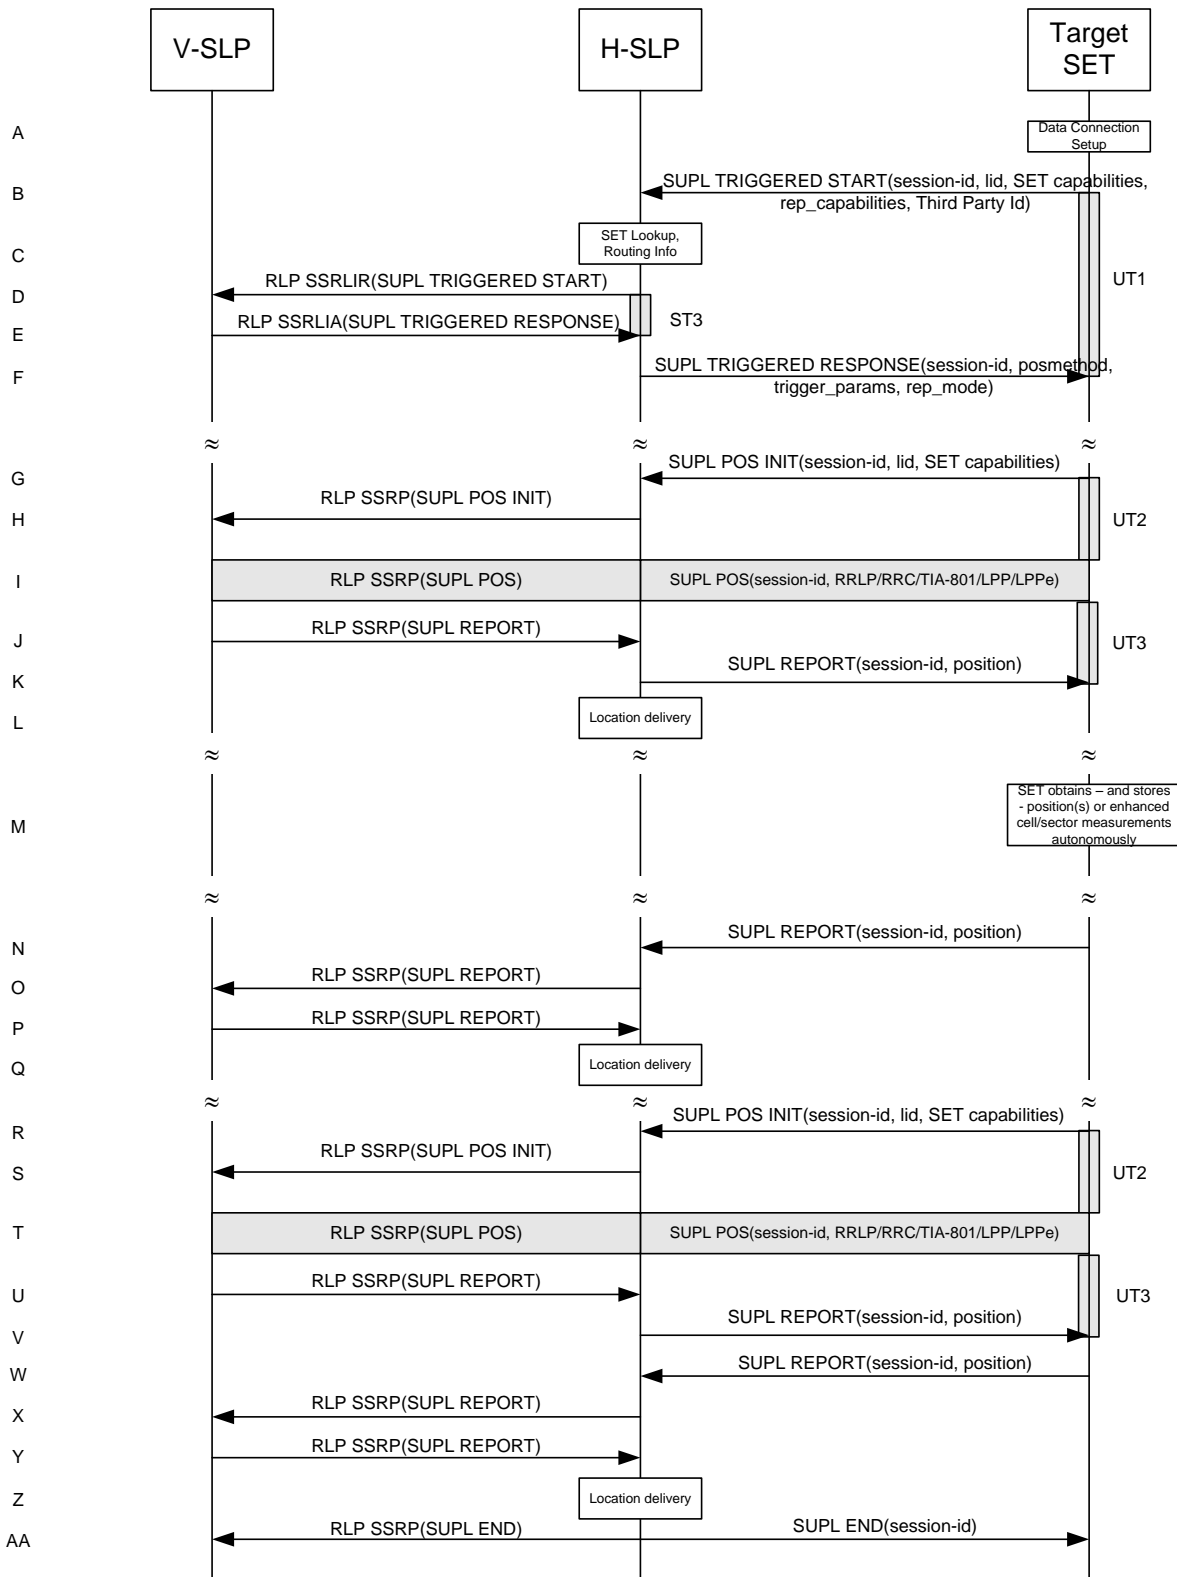 V-SLP
H-SLP
Target
SET
A
Data Connection
Setup
B
SUPL TRIGGERED START(session-id, lid, SET capabilities,
rep_capabilities, Third Party Id)
C
SET Lookup,
Routing Info
UT1
D
RLP SSRLIR(SUPL TRIGGERED START)
E
RLP SSRLIA(SUPL TRIGGERED RESPONSE)
ST3
F
SUPL TRIGGERED RESPONSE(session-id, posmethod,
trigger_params, rep_mode)
≈ ≈ ≈
G
SUPL POS INIT(session-id, lid, SET capabilities)
H
RLP SSRP(SUPL POS INIT)
UT2
I
RLP SSRP(SUPL POS)
SUPL POS(session-id, RRLP/RRC/TIA-801/LPP/LPPe)
J
RLP SSRP(SUPL REPORT)
UT3
K
SUPL REPORT(session-id, position)
L
Location delivery
≈ ≈ ≈
M
SET obtains – and stores
- position(s) or enhanced
cell/sector measurements
autonomously
≈ ≈ ≈
N
SUPL REPORT(session-id, position)
O
RLP SSRP(SUPL REPORT)
P
RLP SSRP(SUPL REPORT)
Q
Location delivery
≈ ≈ ≈
R
SUPL POS INIT(session-id, lid, SET capabilities)
S
RLP SSRP(SUPL POS INIT)
UT2
T
RLP SSRP(SUPL POS)
SUPL POS(session-id, RRLP/RRC/TIA-801/LPP/LPPe)
U
RLP SSRP(SUPL REPORT)
UT3
V
SUPL REPORT(session-id, position)
W
SUPL REPORT(session-id, position)
X
RLP SSRP(SUPL REPORT)
Y
RLP SSRP(SUPL REPORT)
Z
Location delivery
AA
RLP SSRP(SUPL END)
SUPL END(session-id)